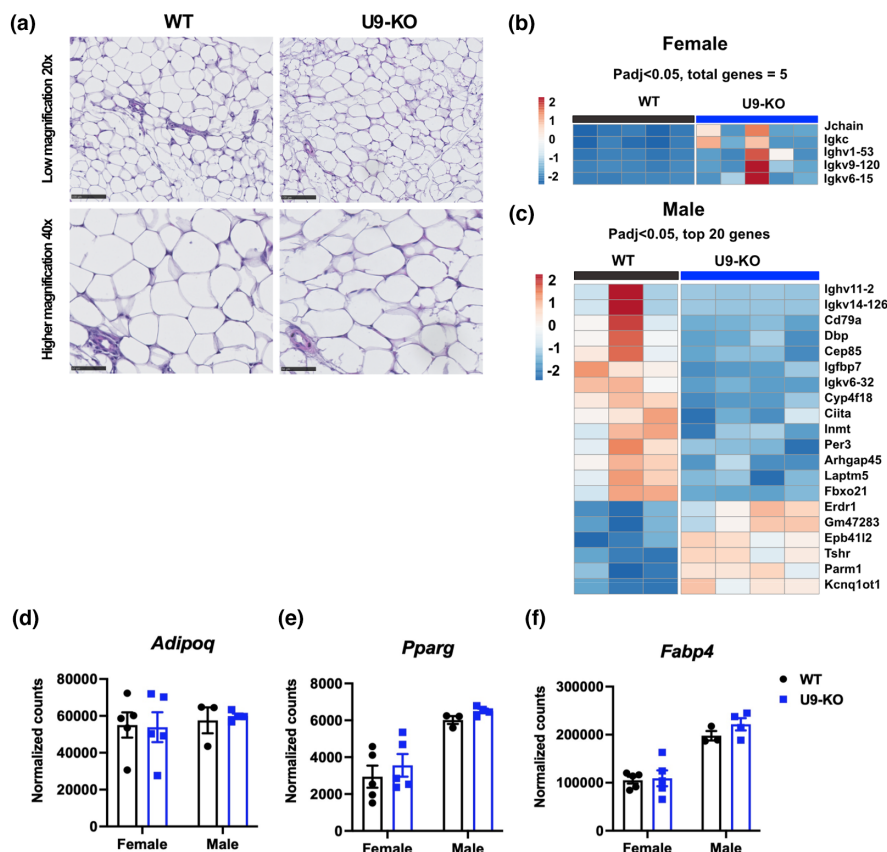 (a)
WT
U9-KO
Low magnification 20x
Higher magnification 40x
(b)
Female
Padj<0.05, total genes = 5
2
1
0
-1
-2
WT
U9-KO
Jchain
Igkc
Ighv1-53
Igkv9-120
Igkv6-15
(c)
Male
Padj<0.05, top 20 genes
2
1
0
-1
-2
WT
U9-KO
Ighv11-2
Igkv14-126
Cd79a
Dbp
Cep85
Igfbp7
Igkv6-32
Cyp4f18
Ciita
Inmt
Per3
Arhgap45
Laptm5
Fbxo21
Erdr1
Gm47283
Epb41l2
Tshr
Parm1
Kcnq1ot1
(d)
Adipoq
Normalized counts
80000
60000
40000
20000
0
Female
Male
(e)
Pparg
Normalized counts
8000
6000
4000
2000
0
Female
Male
(f)
Fabp4
Normalized counts
300000
200000
100000
0
Female
Male
WT
U9-KO